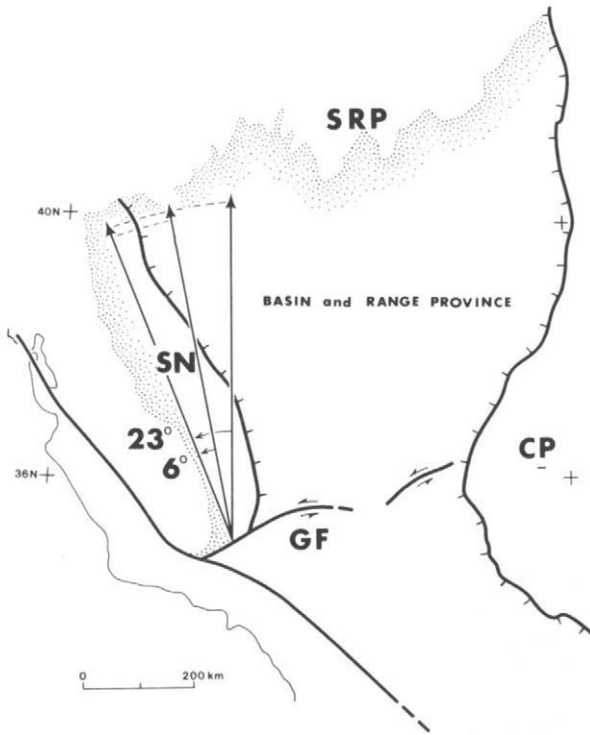 SRP
40N
BASIN and RANGE PROVINCE
SN
23°
6°
36N
CP
GF
0 200 km